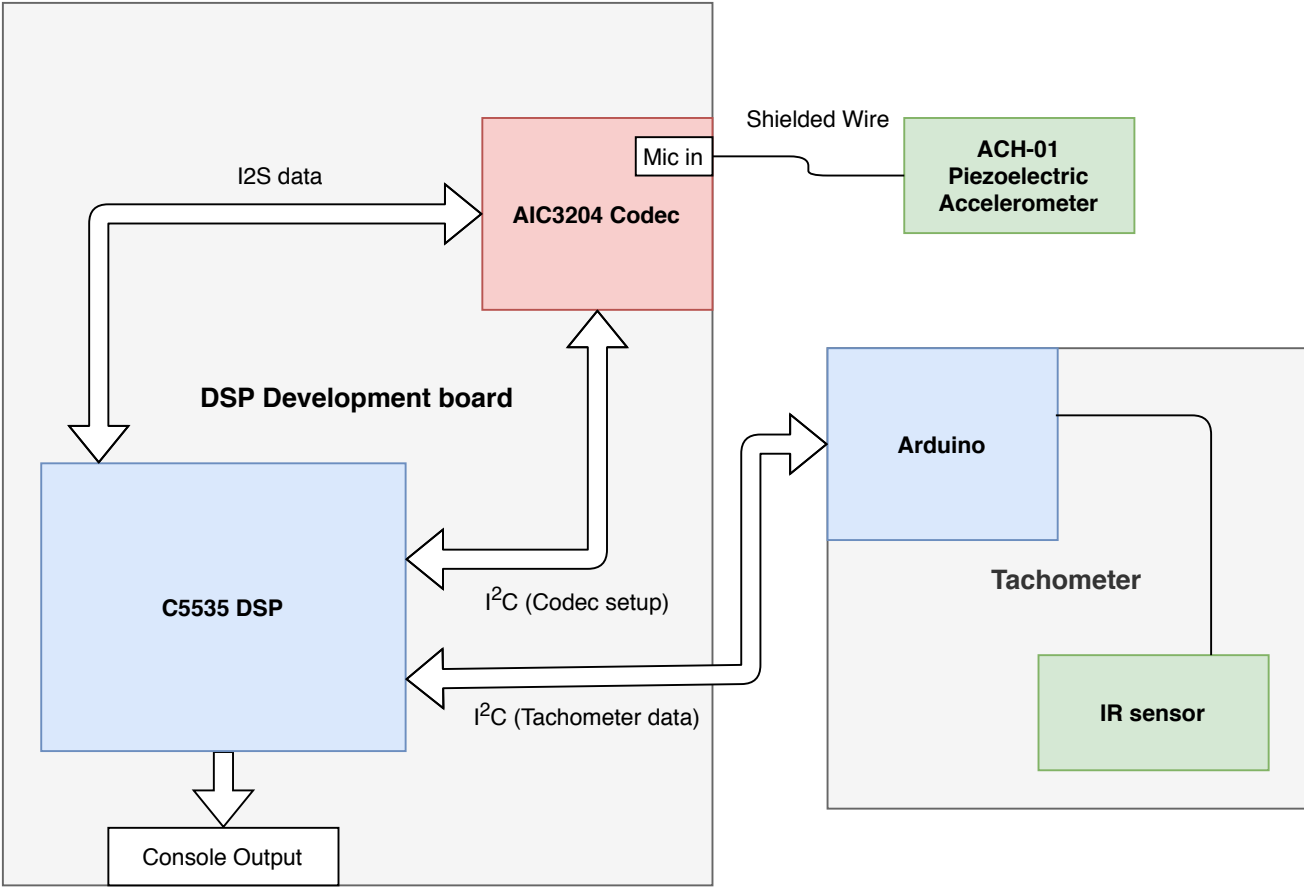 Shielded Wire
Mic in
ACH-01
Piezoelectric
Accelerometer
I2S data
AIC3204 Codec
DSP Development board
Arduino
Tachometer
C5535 DSP
I²C (Codec setup)
I²C (Tachometer data)
IR sensor
Console Output